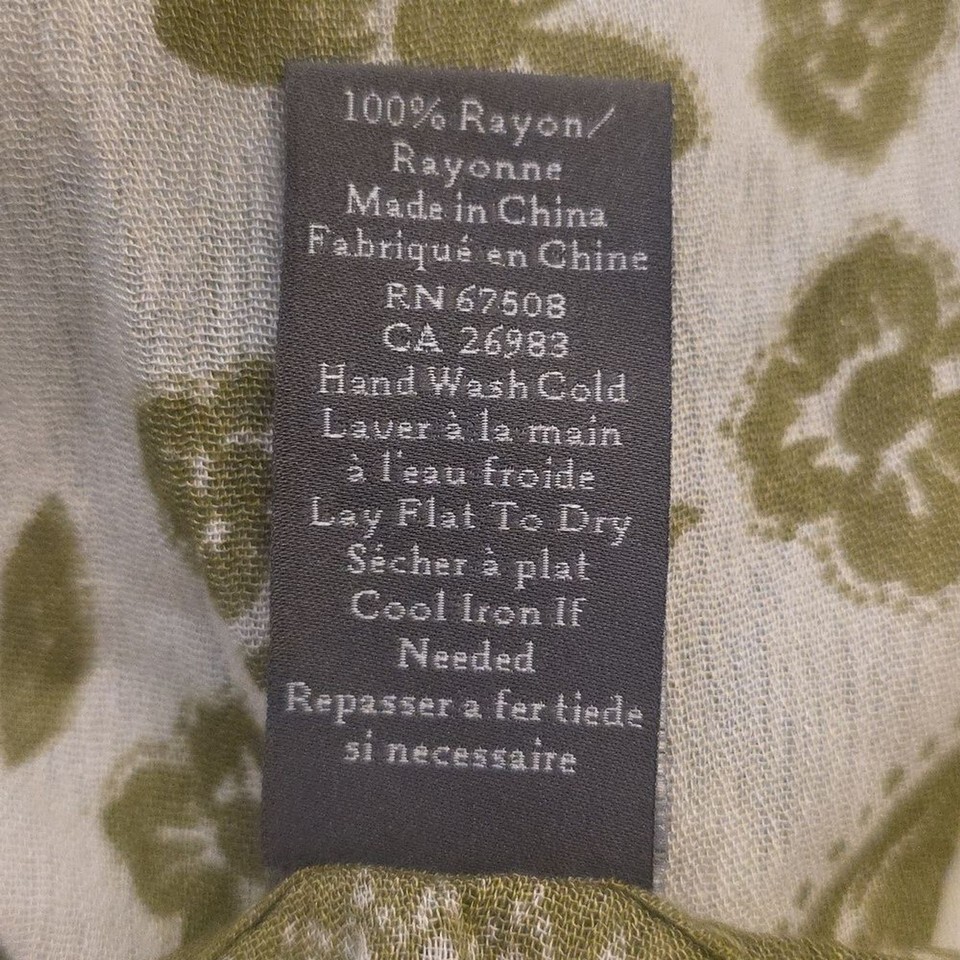 100% Rayon/
Rayonne
Made in China
Fabriqué en Chine
RN 67508
CA 26983
Hand Wash Cold
Laver à la main
à l'eau froide
Lay Flat To Dry
Sécher à plat
Cool Iron If
Needed
Repasser a fer tiede
si necessaire